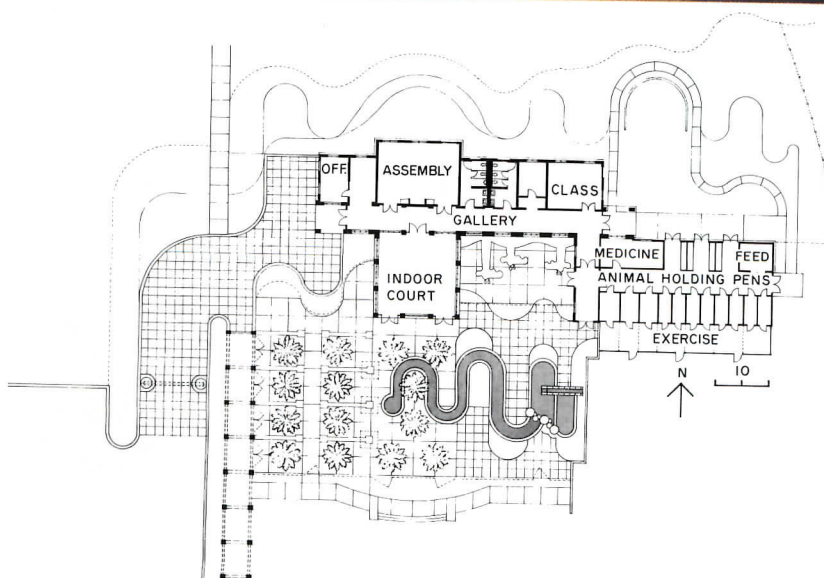 OFF.
ASSEMBLY
CLASS
GALLERY
MEDICINE
FEED
INDOOR
COURT
ANIMAL HOLDING PENS
EXERCISE
N
10